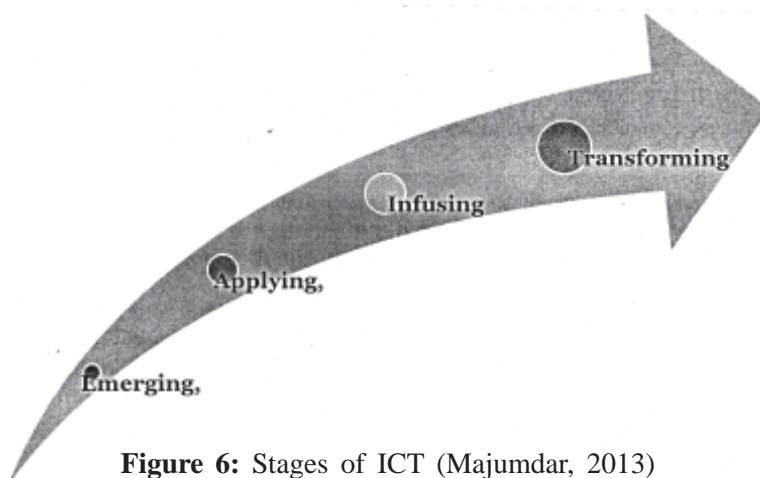 Transforming
Infusing
Applying,
Emerging,
Figure 6: Stages of ICT (Majumdar, 2013)